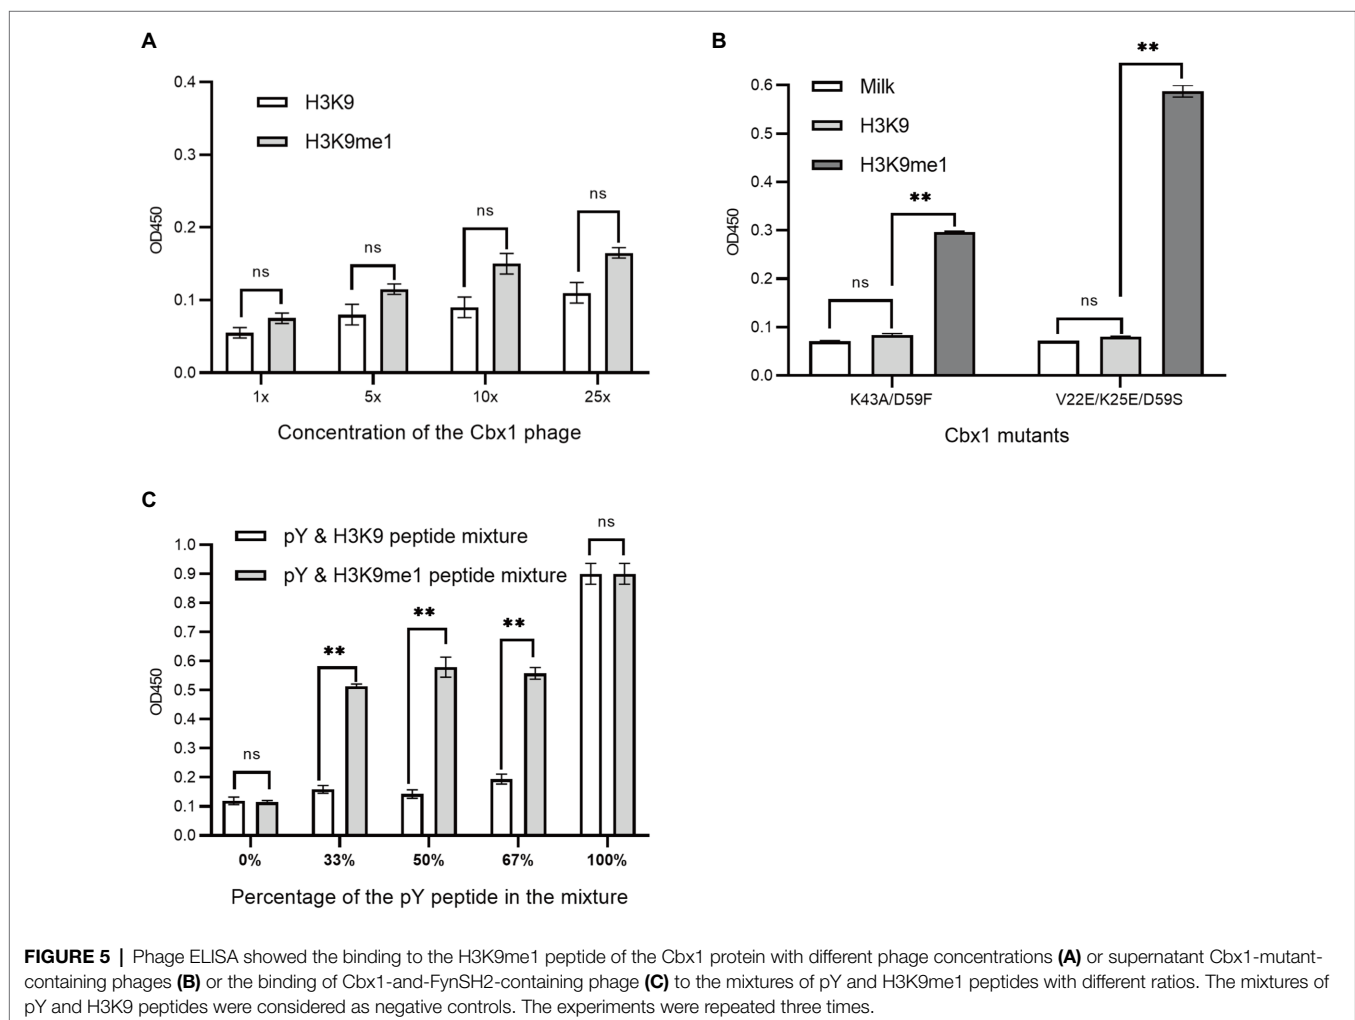 A
0.4
0.3
0.2
0.1
0.0
OD450
H3K9
H3K9me1
ns
ns
ns
ns
1x
5x
10x
25x
Concentration of the Cbx1 phage
B
0.6
0.5
0.4
0.3
0.2
0.1
0.0
OD450
Milk
H3K9
H3K9me1
ns
**
ns
**
K43A/D59F
V22E/K25E/D59S
Cbx1 mutants
C
1.0
0.9
0.8
0.7
0.6
0.5
0.4
0.3
0.2
0.1
0.0
OD450
pY & H3K9 peptide mixture
pY & H3K9me1 peptide mixture
ns
**
**
**
ns
0%
33%
50%
67%
100%
Percentage of the pY peptide in the mixture
FIGURE 5 | Phage ELISA showed the binding to the H3K9me1 peptide of the Cbx1 protein with different phage concentrations (A) or supernatant Cbx1-mutant-
containing phages (B) or the binding of Cbx1-and-FynSH2-containing phage (C) to the mixtures of pY and H3K9me1 peptides with different ratios. The mixtures of
pY and H3K9 peptides were considered as negative controls. The experiments were repeated three times.